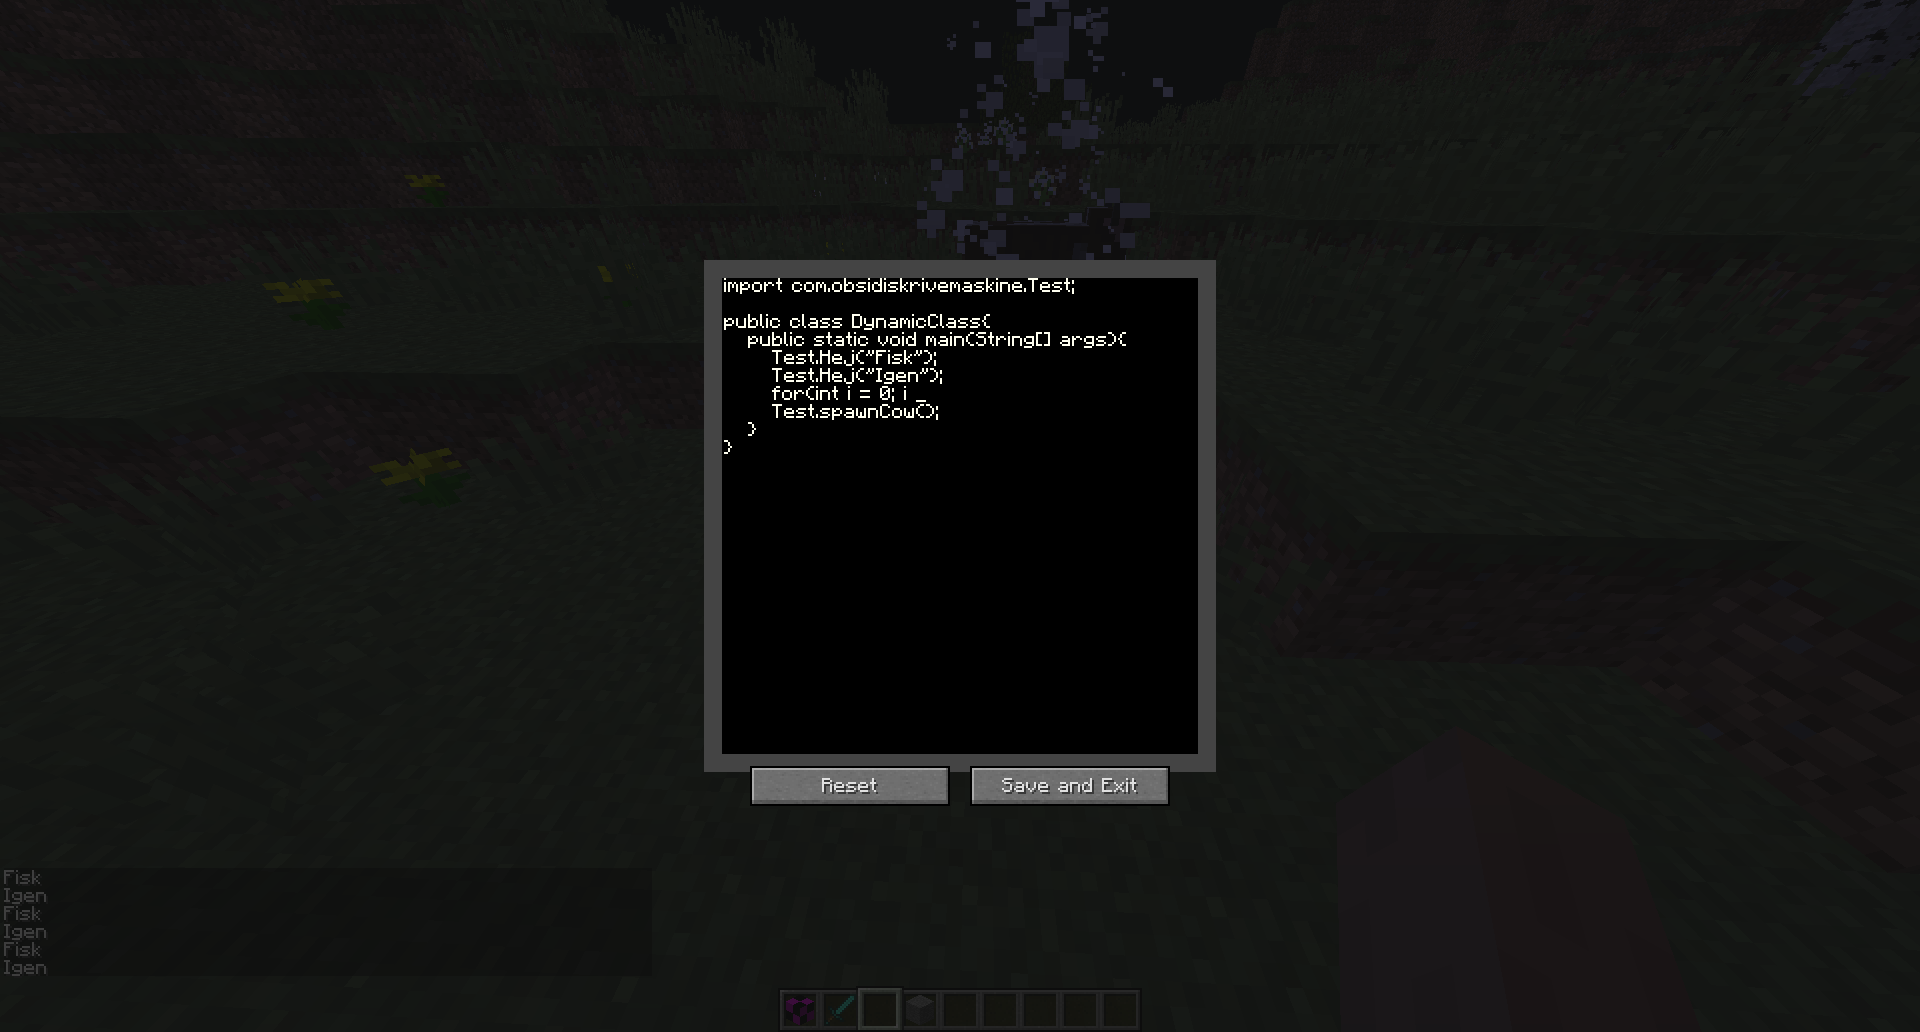 import com.obsidiskrivemaskine.Test;
public class DynamicClass{
public static void main(String[] args){
Test.Hej("Fisk");
Test.Hej("Igen");
for(int i = 0; i _
Test.spawnCow();
}
}
Reset
Save and Exit
Fisk
Igen
Fisk
Igen
Fisk
Igen